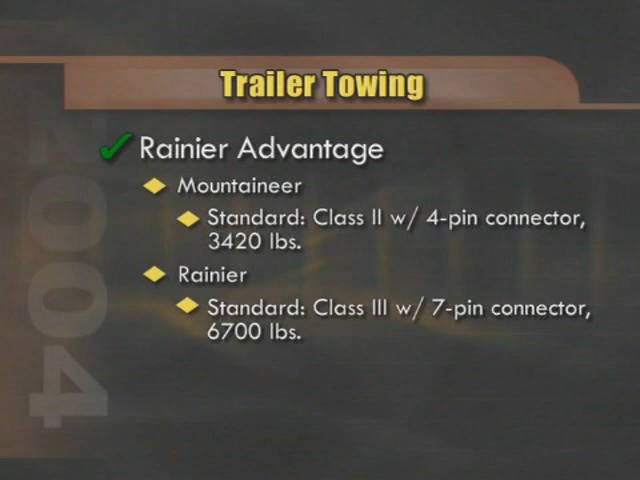 Trailer Towing
Rainier Advantage
Mountaineer
Standard: Class II w/ 4-pin connector,
3420 lbs.
Rainier
Standard: Class III w/ 7-pin connector,
6700 lbs.
2004